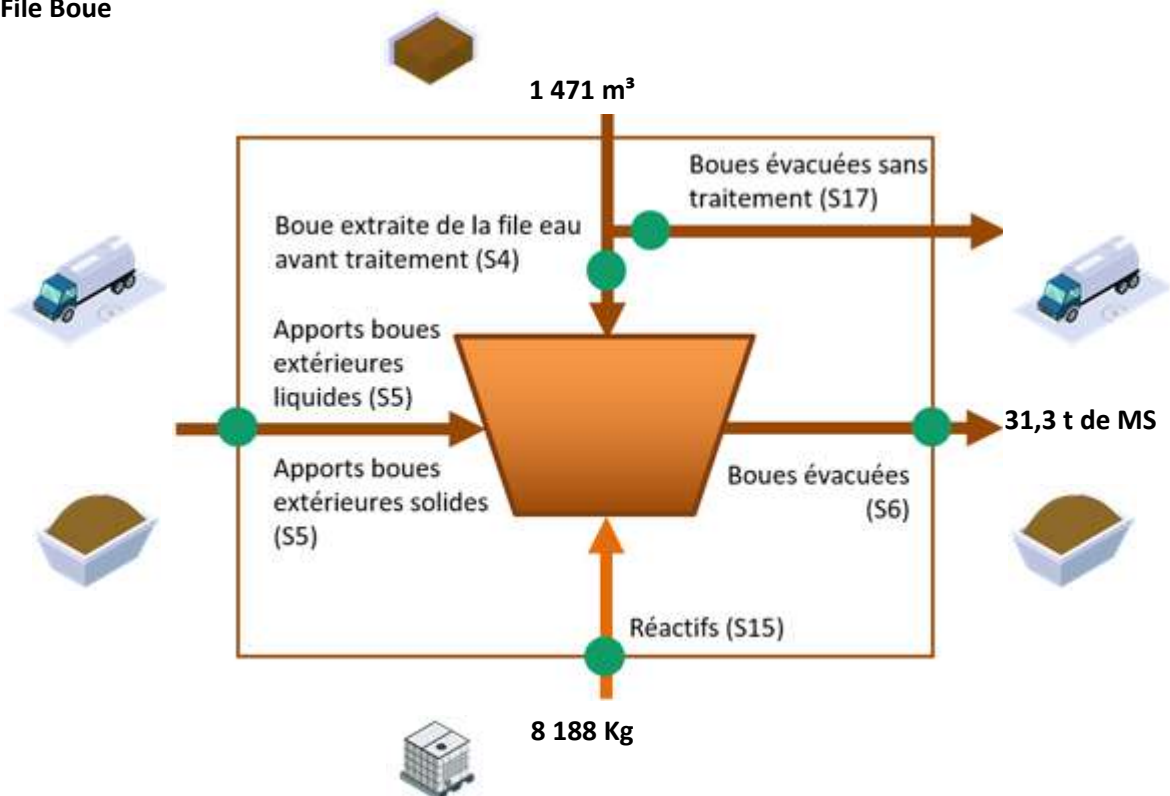 File Boue
1 471 m³
Boues évacuées sans
traitement (S17)
Boue extraite de la file eau
avant traitement (S4)
Apports boues
extérieures
liquides (S5)
31,3 t de MS
Apports boues
extérieures solides
(S5)
Boues évacuées
(S6)
Réactifs (S15)
8 188 Kg